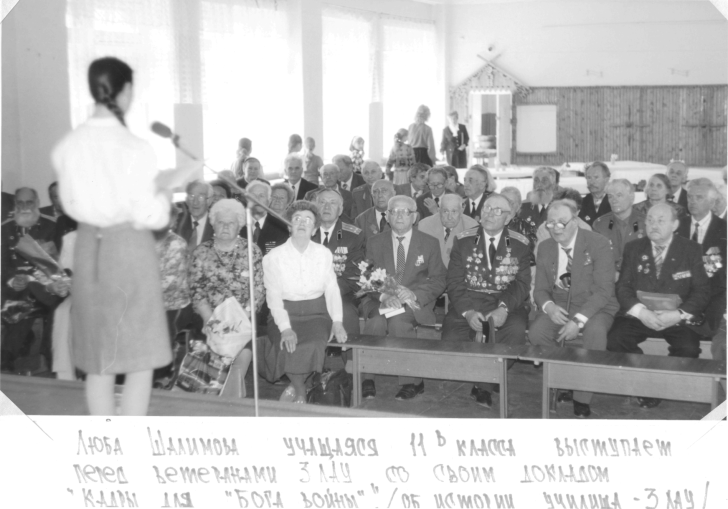 Люба Шалимова учащаяся 11 в класса выступает
перед ветеранами 3 ЛАУ со своим докладом
"Кадры для "Бога войны"." /об истории училища - 3 ЛАУ/